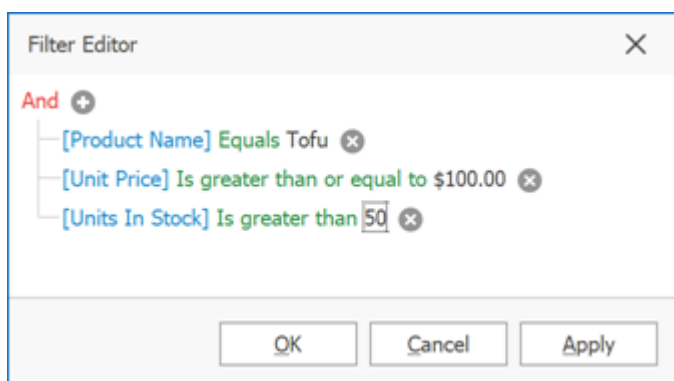 Filter Editor
And
[Product Name] Equals Tofu
[Unit Price] Is greater than or equal to $100.00
[Units In Stock] Is greater than 50
OK
Cancel
Apply